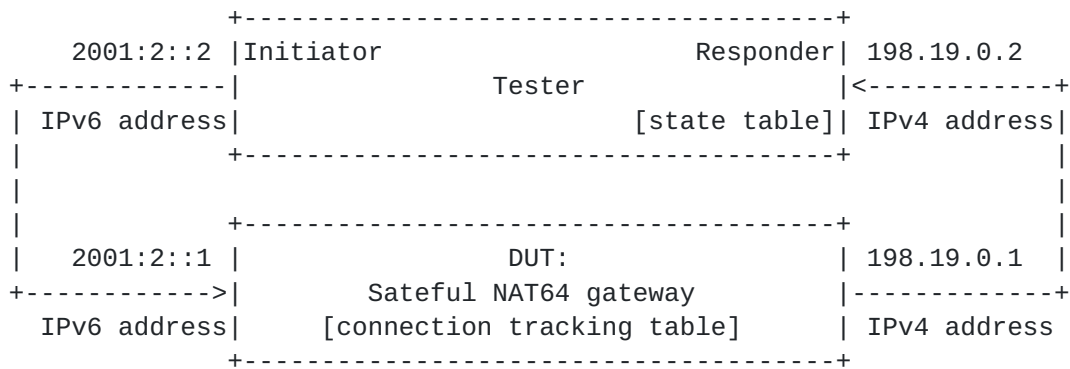 +--------------------------------------+
    2001:2::2 |Initiator                    Responder| 198.19.0.2
+-------------|                Tester                |<------------+
| IPv6 address|                         [state table]| IPv4 address|
|             +--------------------------------------+             |
|                                                                  |
|             +--------------------------------------+             |
|   2001:2::1 |                 DUT:                 | 198.19.0.1  |
+------------>|        Sateful NAT64 gateway         |-------------+
  IPv6 address|     [connection tracking table]      | IPv4 address
              +--------------------------------------+